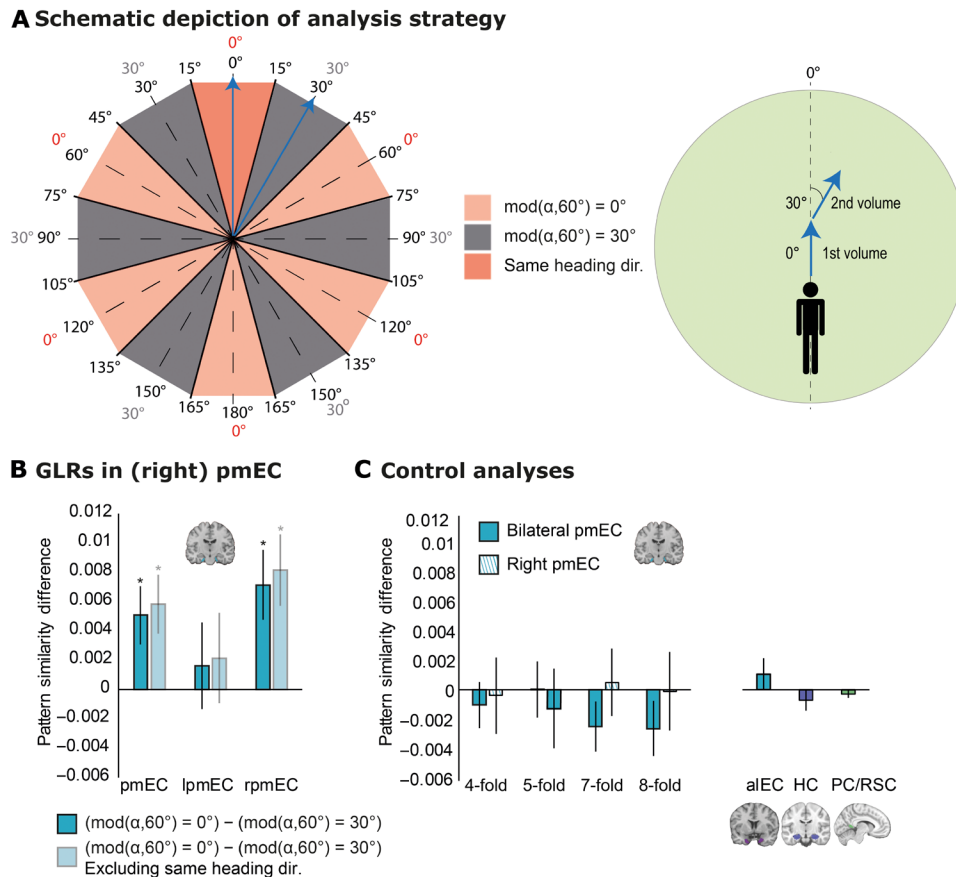 A Schematic depiction of analysis strategy
0°
30° 15° 0° 15° 30°
30° 30°
45° 45°
0° 60° 60° 0°
75° 75°
30° 90° 90° 30°
105° 105°
0° 120° 120° 0°
135° 135°
150° 150°
30° 165° 180° 165° 30°
0°
mod(α,60°) = 0°
mod(α,60°) = 30°
Same heading dir.
0°
30° 2nd volume
0° 1st volume
B GLRs in (right) pmEC
Pattern similarity difference
0.012
0.01
0.008
0.006
0.004
0.002
0
−0.002
−0.004
−0.006
* * * *
pmEC lpmEC rpmEC
(mod(α,60°) = 0°) − (mod(α,60°) = 30°)
(mod(α,60°) = 0°) − (mod(α,60°) = 30°)
Excluding same heading dir.
C Control analyses
Pattern similarity difference
0.012
0.01
0.008
0.006
0.004
0.002
0
−0.002
−0.004
−0.006
Bilateral pmEC
Right pmEC
4-fold 5-fold 7-fold 8-fold
alEC HC PC/RSC